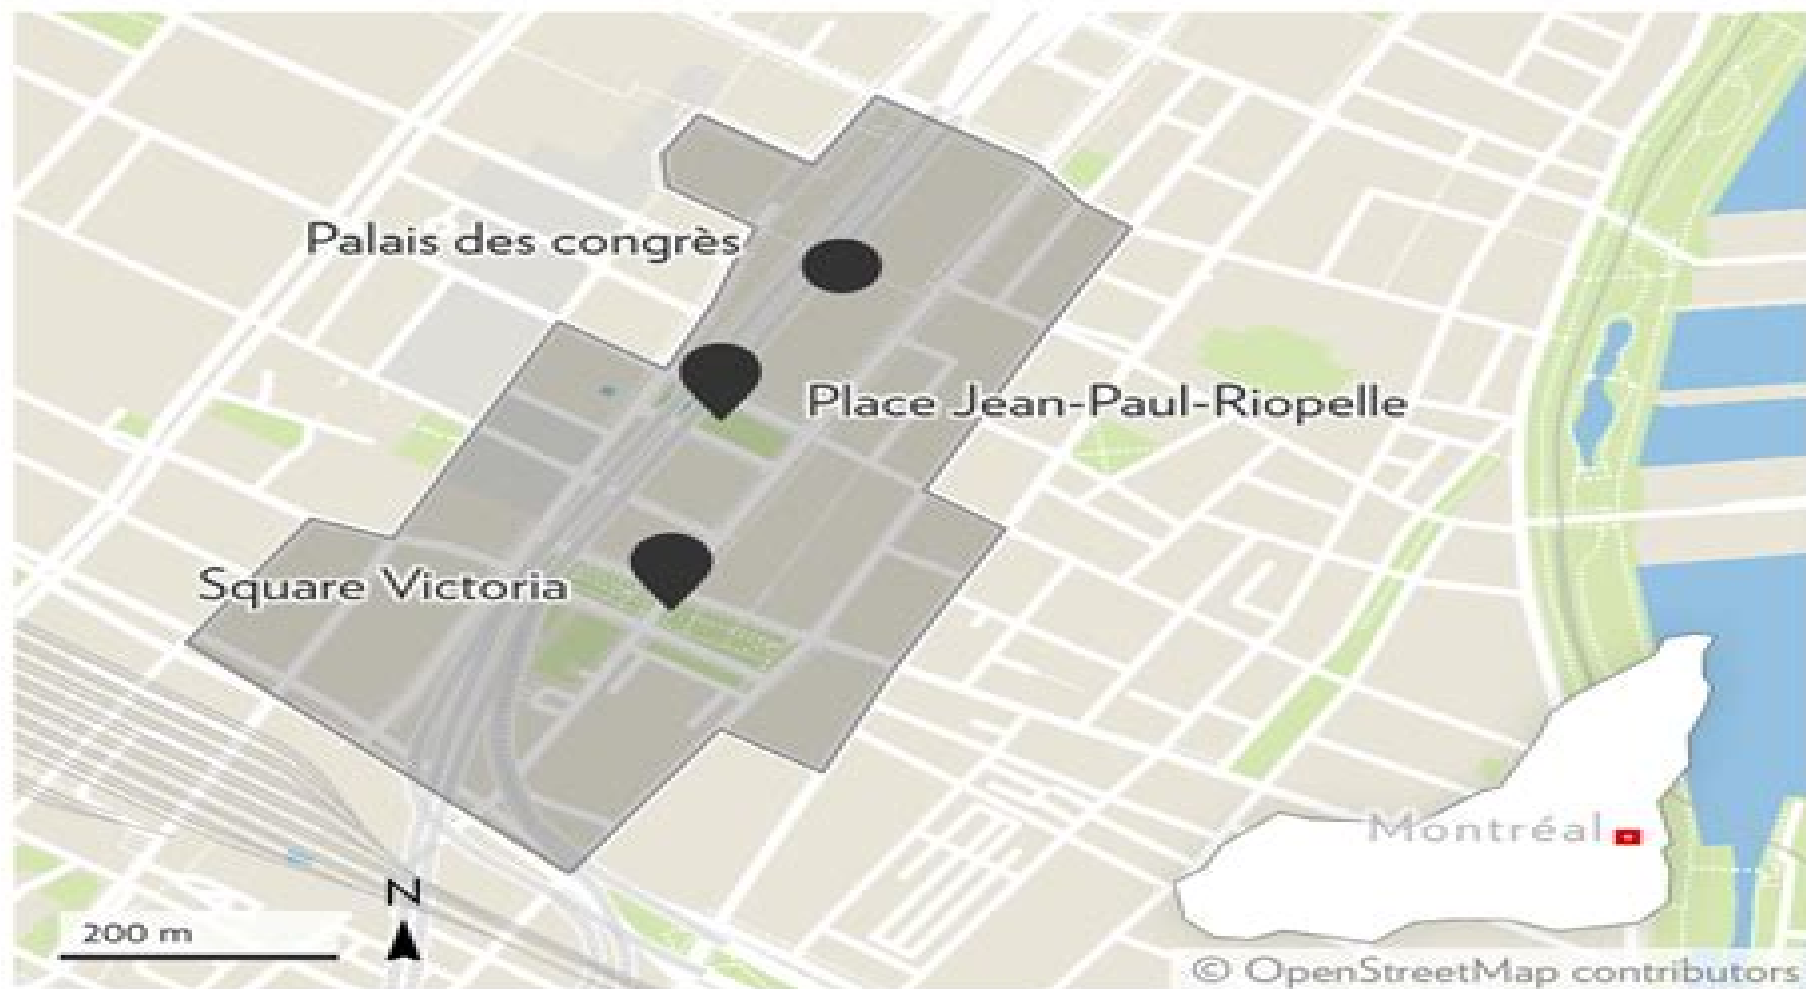 Palais des congrès
Place Jean-Paul-Riopelle
Square Victoria
Montréal
N
200 m
© OpenStreetMap contributors